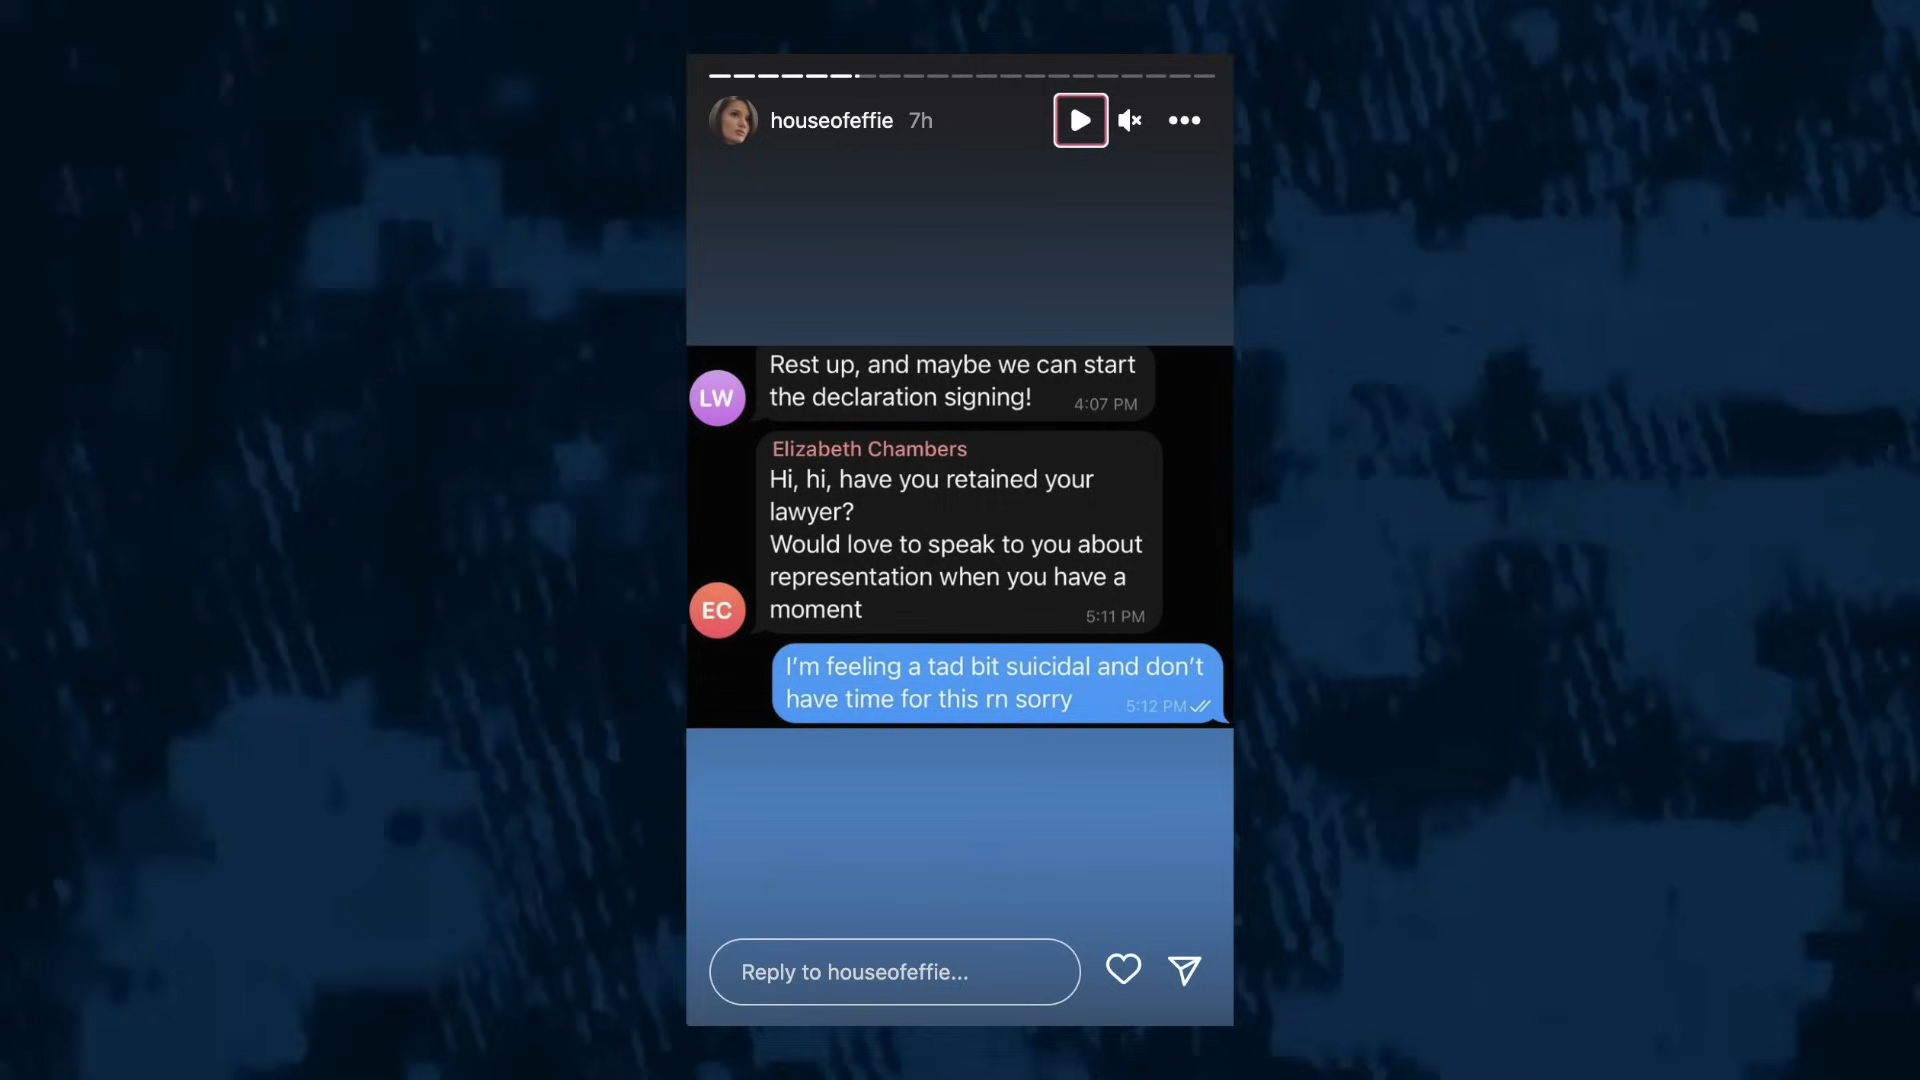 houseofeffie 7h
Rest up, and maybe we can start
the declaration signing!
4:07 PM
LW
Elizabeth Chambers
Hi, hi, have you retained your
lawyer?
Would love to speak to you about
representation when you have a
moment
5:11 PM
EC
I’m feeling a tad bit suicidal and don’t
have time for this rn sorry
5:12 PM
Reply to houseofeffie...